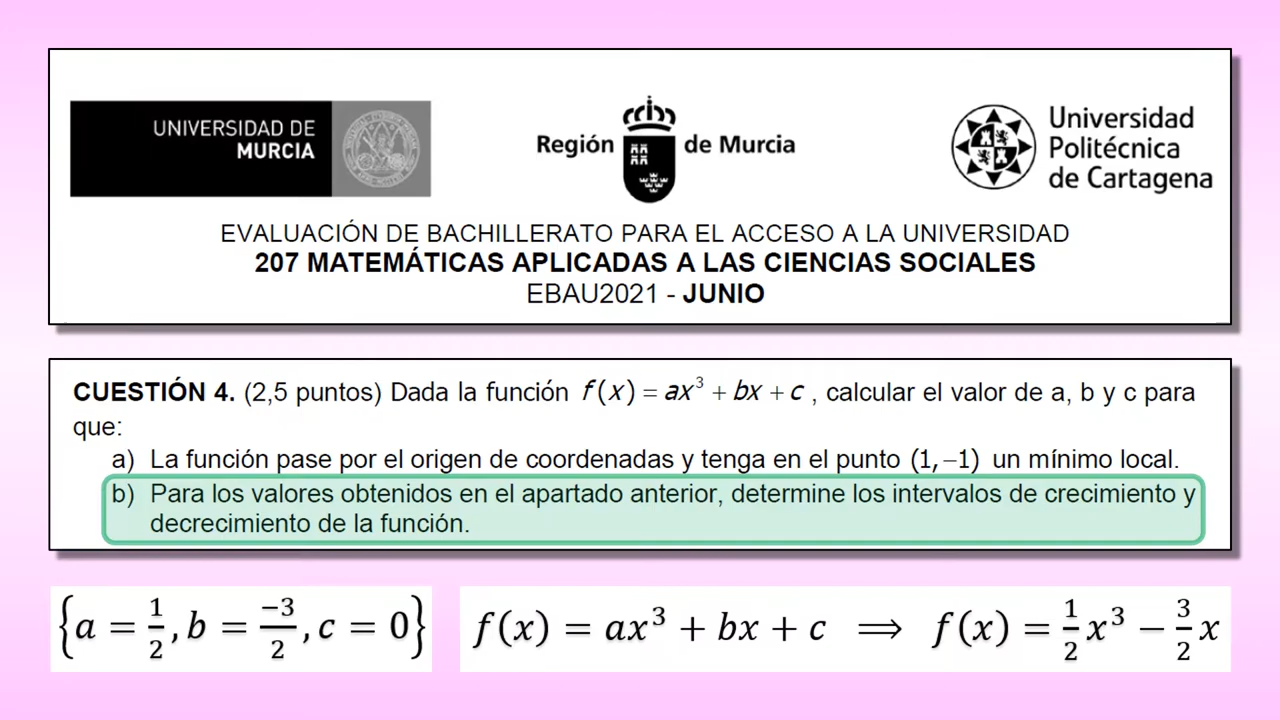 UNIVERSIDAD DE
MURCIA
Región de Murcia
Universidad
Politécnica
de Cartagena
EVALUACIÓN DE BACHILLERATO PARA EL ACCESO A LA UNIVERSIDAD
207 MATEMÁTICAS APLICADAS A LAS CIENCIAS SOCIALES
EBAU2021 - JUNIO
CUESTIÓN 4. (2,5 puntos) Dada la función f(x) = ax³ + bx + c , calcular el valor de a, b y c para
que:
a) La función pase por el origen de coordenadas y tenga en el punto (1,−1) un mínimo local.
b) Para los valores obtenidos en el apartado anterior, determine los intervalos de crecimiento y
decrecimiento de la función.
{a = 1/2, b = −3/2, c = 0}
f(x) = ax³ + bx + c ⟹ f(x) = 1/2 x³ − 3/2 x